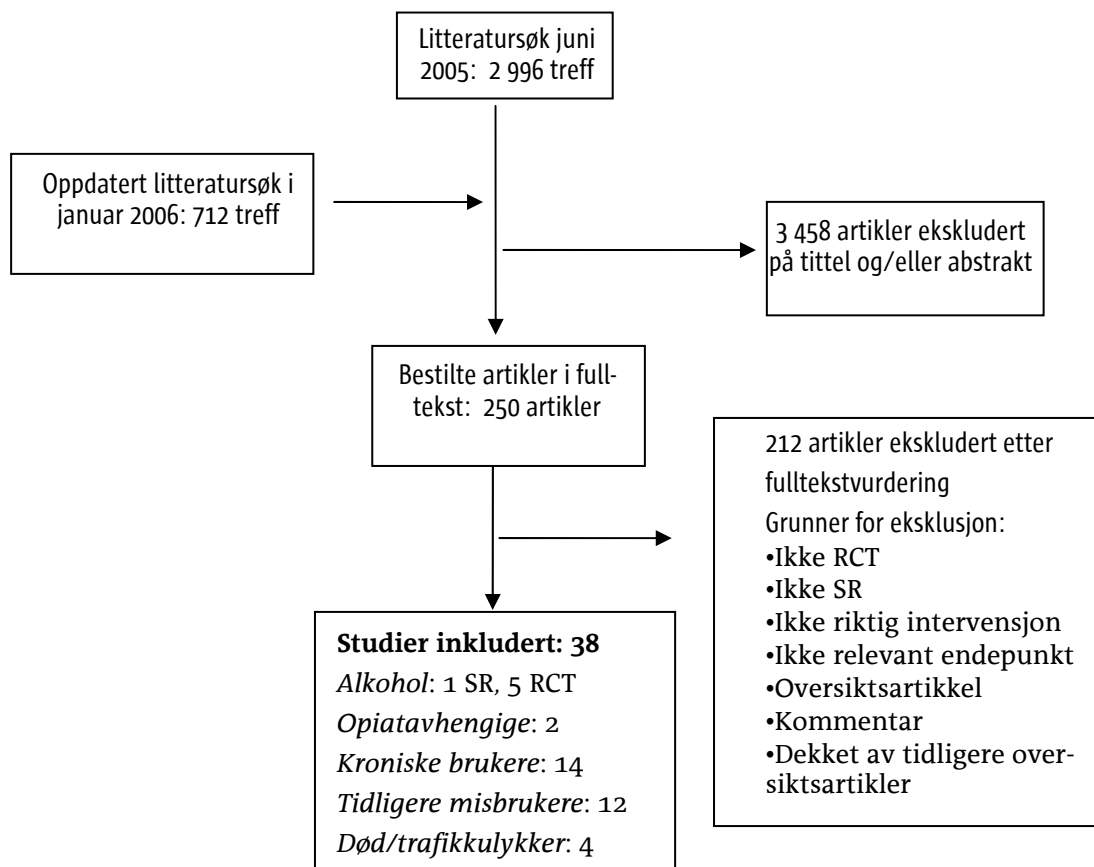 Litteratursøk juni
2005: 2 996 treff
Oppdatert litteratursøk i
januar 2006: 712 treff
3 458 artikler ekskludert
på tittel og/eller abstrakt
Bestilte artikler i full-
tekst: 250 artikler
212 artikler ekskludert etter
fulltekstvurdering
Grunner for eksklusjon:
•Ikke RCT
•Ikke SR
•Ikke riktig intervensjon
•Ikke relevant endepunkt
•Oversiktsartikkel
•Kommentar
•Dekket av tidligere over-
siktsartikler
Studier inkludert: 38
Alkohol: 1 SR, 5 RCT
Opiatavhengige: 2
Kroniske brukere: 14
Tidligere misbrukere: 12
Død/trafikkulykker: 4